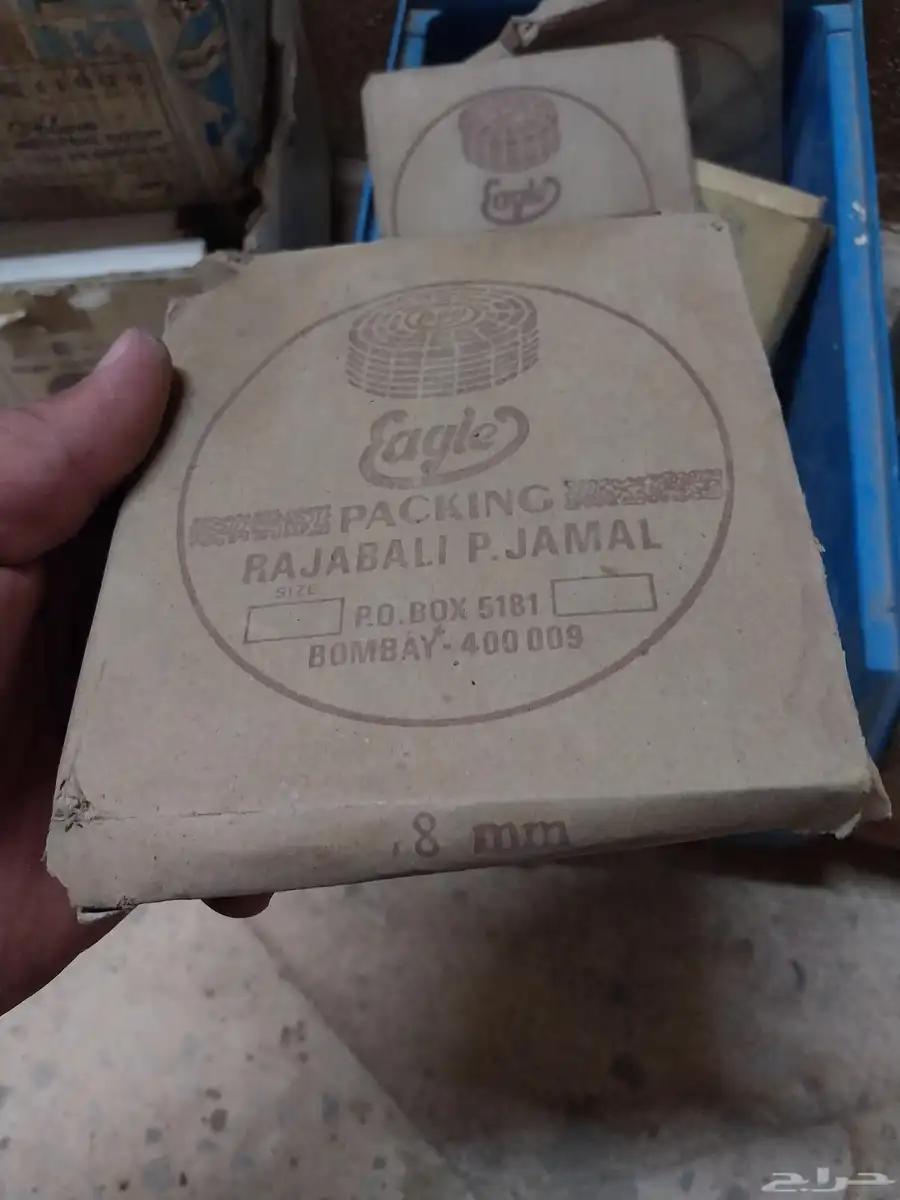 Eagle
Eagle
PACKING
RAJABALI P. JAMAL
SIZE
P.O. BOX 5181
BOMBAY - 400 009
8 mm
حراج